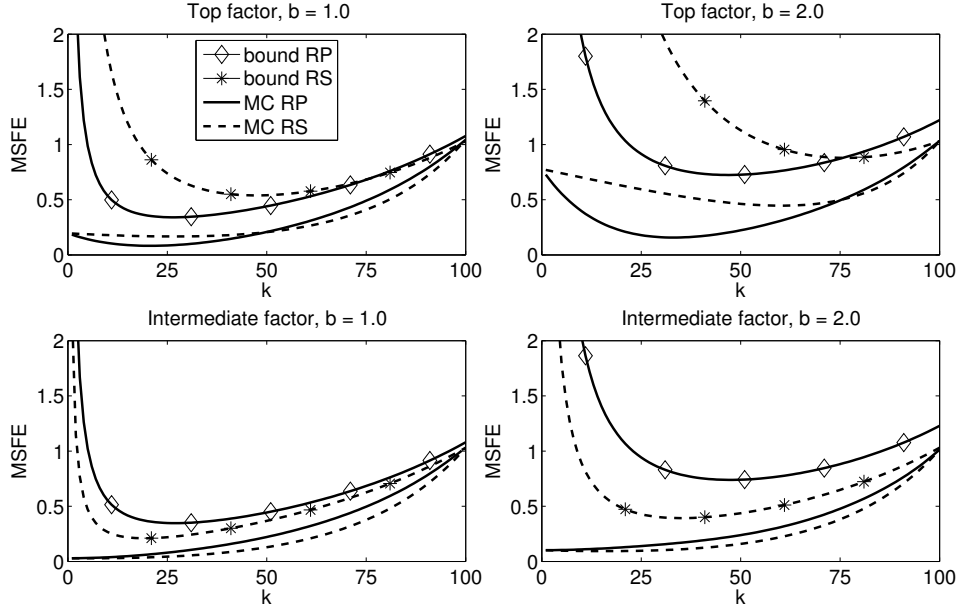 Top factor, b = 1.0
2
1.5
1
0.5
0
MSFE
bound RP
bound RS
MC RP
MC RS
0 25 50 75 100
k
Top factor, b = 2.0
2
1.5
1
0.5
0
MSFE
0 25 50 75 100
k
Intermediate factor, b = 1.0
2
1.5
1
0.5
0
MSFE
0 25 50 75 100
k
Intermediate factor, b = 2.0
2
1.5
1
0.5
0
MSFE
0 25 50 75 100
k